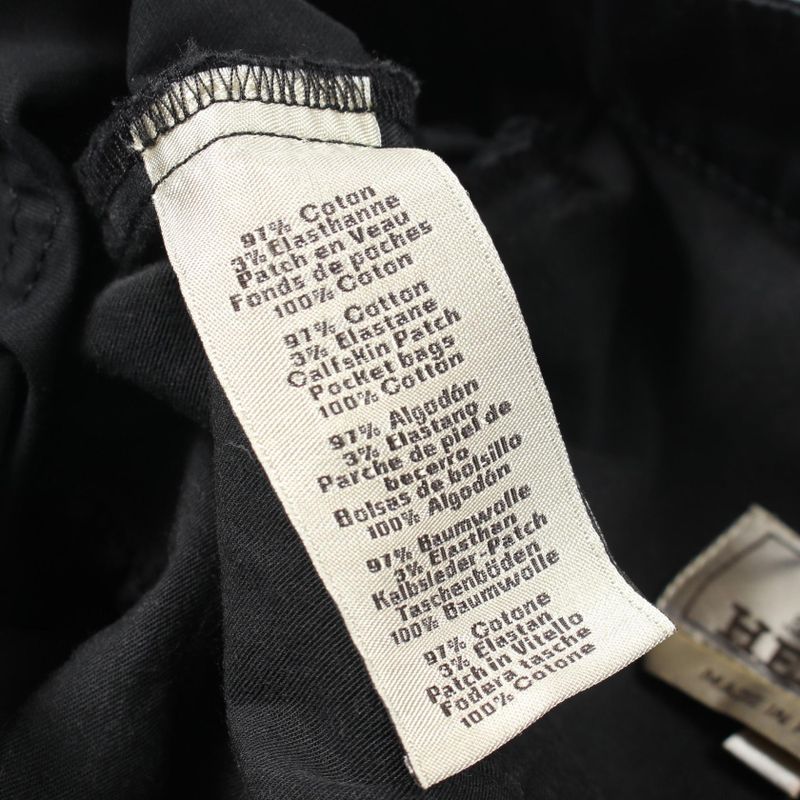 97% Coton
3% Elasthanne
Patch en Veau
Fonds de poches
100% Coton
97% Cotton
3% Elastane
Calfskin Patch
Pocket bags
100% Cotton
97% Algodón
3% Elastano
Parche de piel de
becerro
Bolsas de bolsillo
100% Algodón
97% Baumwolle
3% Elasthan
Kalbsleder-Patch
Taschenböden
100% Baumwolle
97% Cotone
3% Elastan
Patch in Vitello
Fodera tasche
100% Cotone
MADE IN